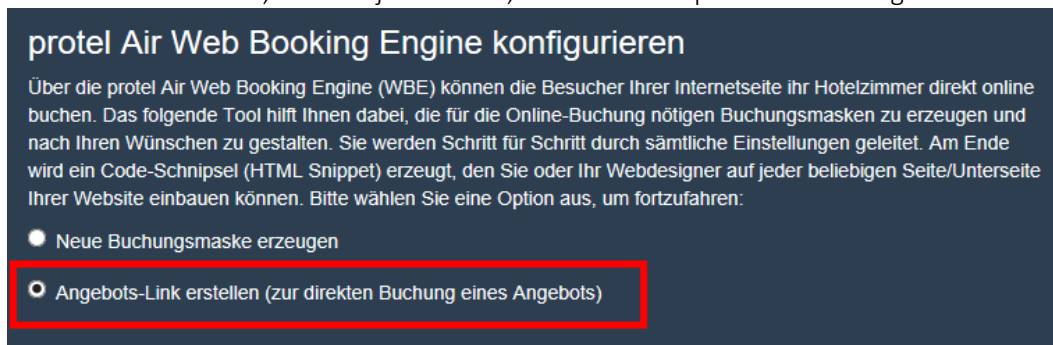 protel Air Web Booking Engine konfigurieren
Über die protel Air Web Booking Engine (WBE) können die Besucher Ihrer Internetseite ihr Hotelzimmer direkt online
buchen. Das folgende Tool hilft Ihnen dabei, die für die Online-Buchung nötigen Buchungsmasken zu erzeugen und
nach Ihren Wünschen zu gestalten. Sie werden Schritt für Schritt durch sämtliche Einstellungen geleitet. Am Ende
wird ein Code-Schnipsel (HTML Snippet) erzeugt, den Sie oder Ihr Webdesigner auf jeder beliebigen Seite/Unterseite
Ihrer Website einbauen können. Bitte wählen Sie eine Option aus, um fortzufahren:
Neue Buchungsmaske erzeugen
Angebots-Link erstellen (zur direkten Buchung eines Angebots)